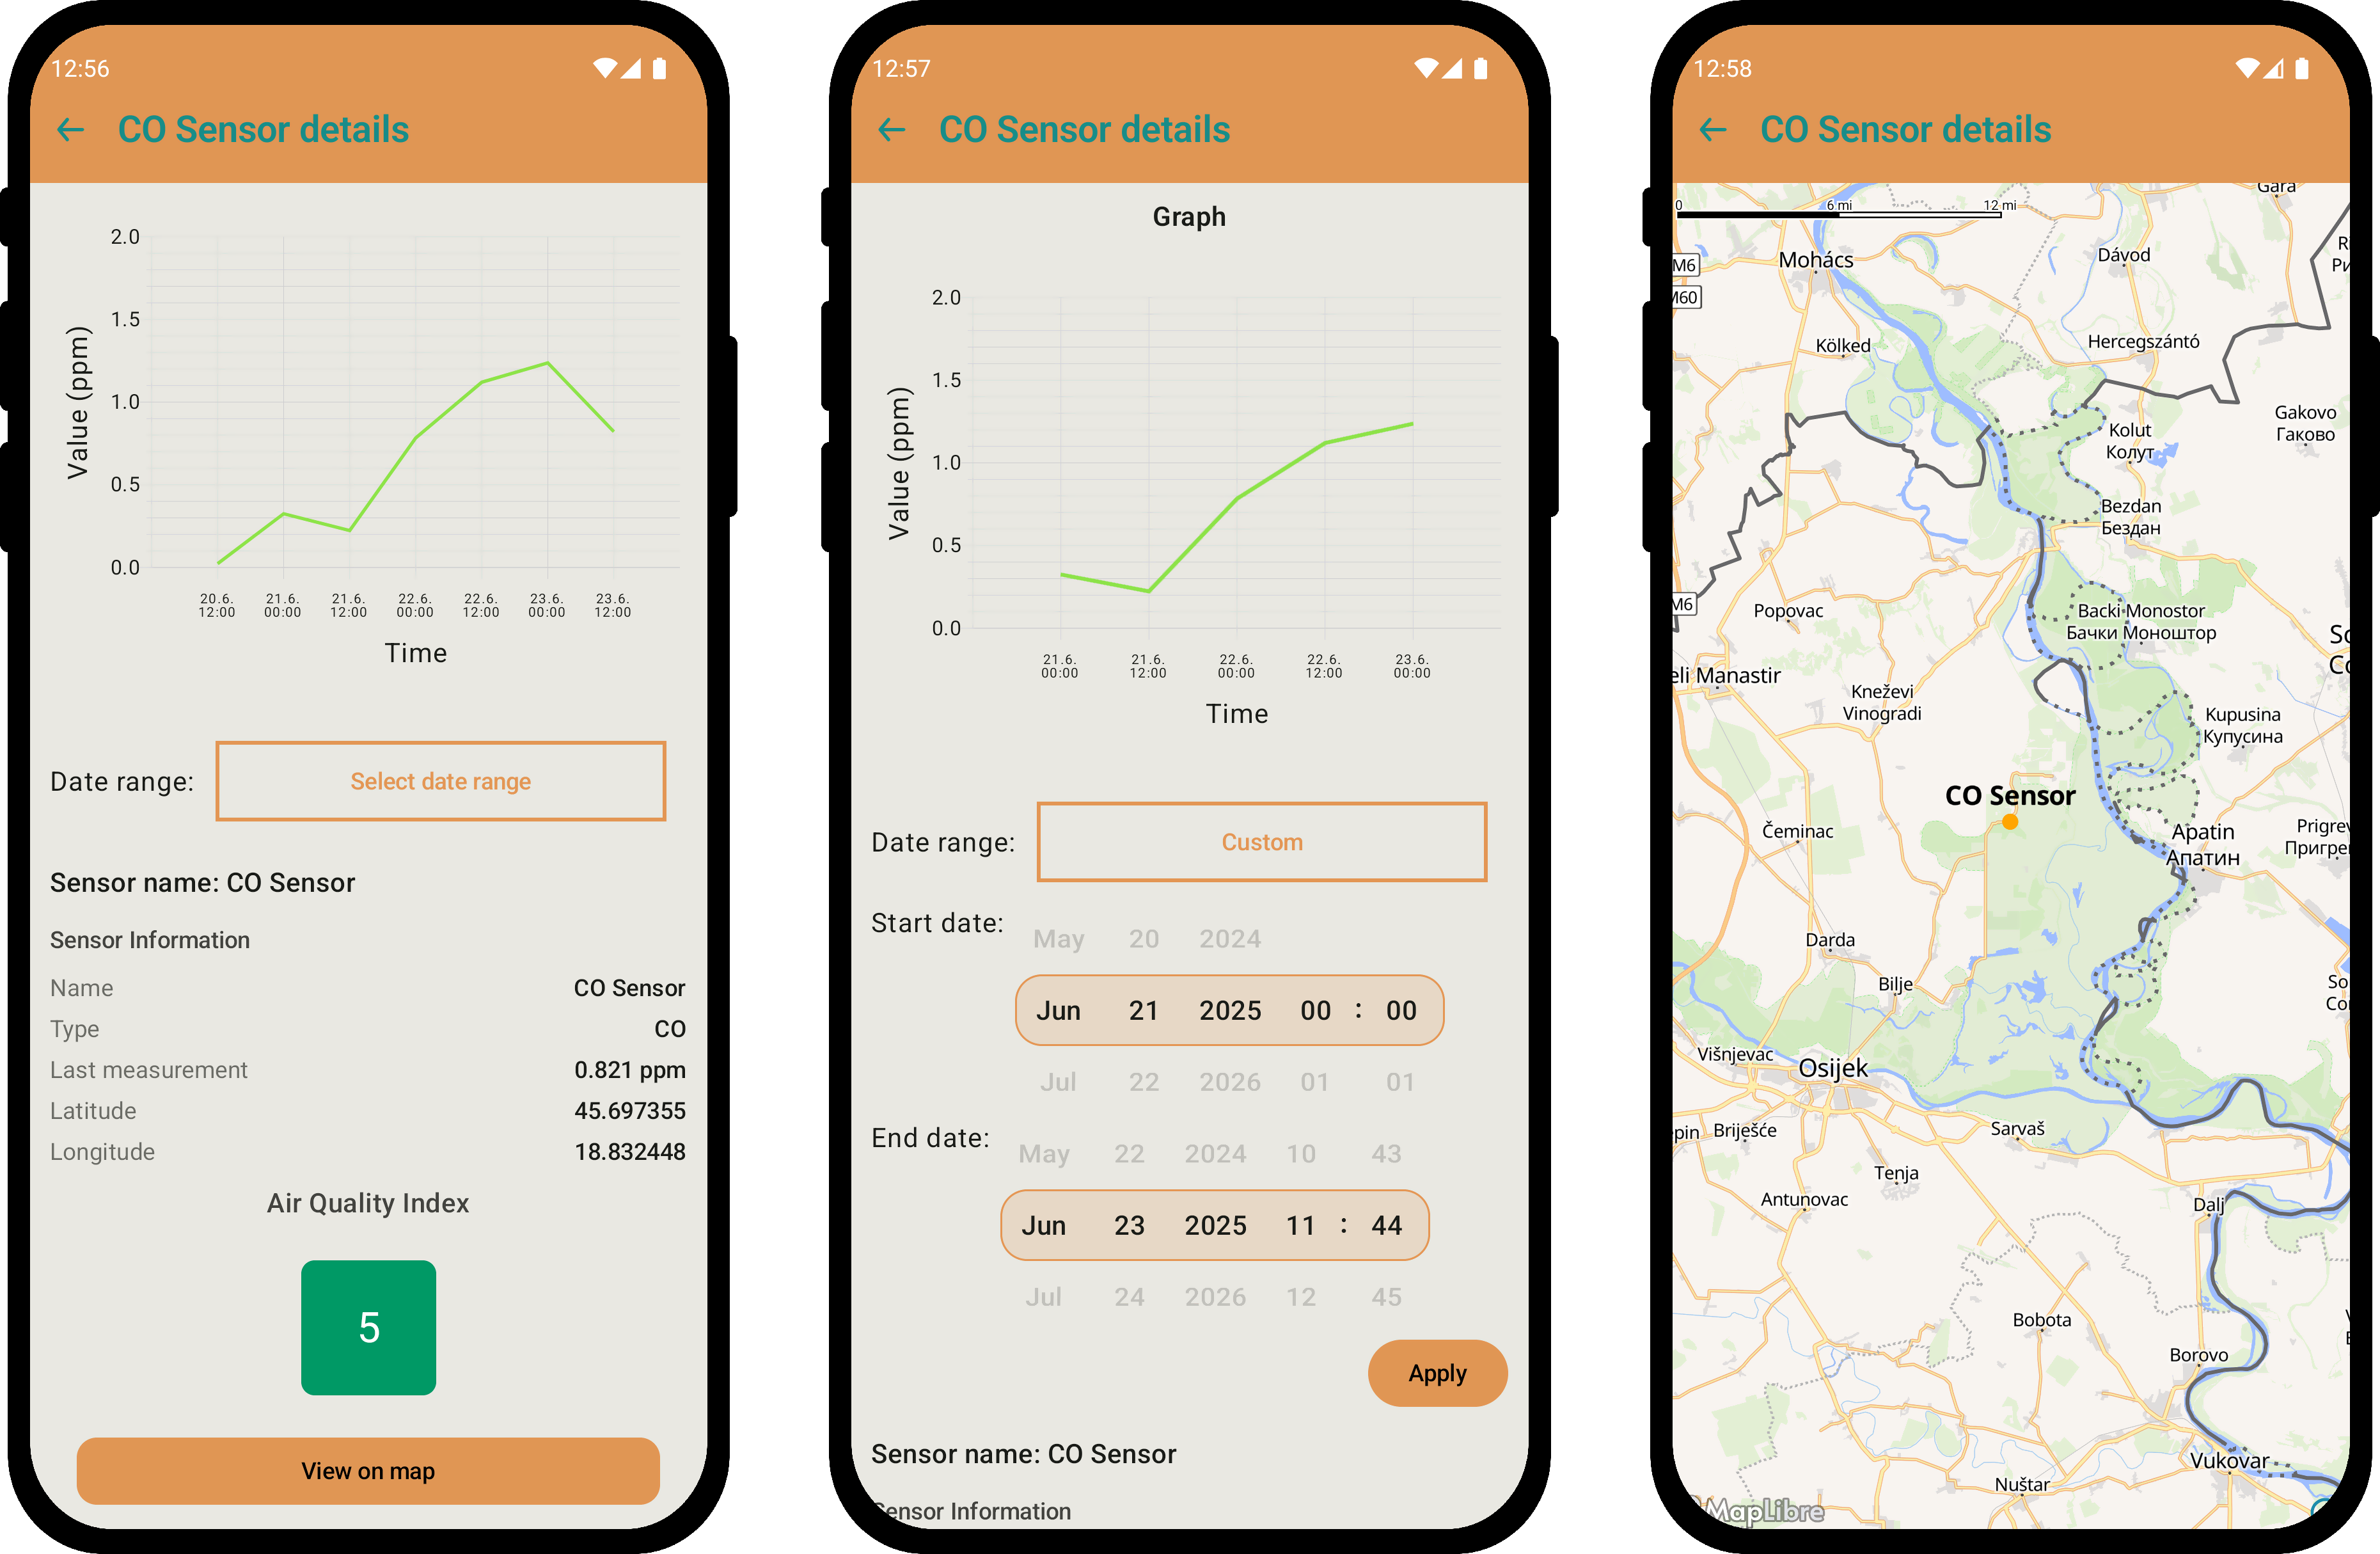 12:56
CO Sensor details
2.0
1.5
1.0
0.5
0.0
Value (ppm)
20.6. 21.6. 21.6. 22.6. 22.6. 23.6. 23.6.
12:00 00:00 12:00 00:00 12:00 00:00 12:00
Time
Date range: Select date range
Sensor name: CO Sensor
Sensor Information
Name CO Sensor
Type CO
Last measurement 0.821 ppm
Latitude 45.697355
Longitude 18.832448
Air Quality Index
5
View on map
12:57
CO Sensor details
Graph
2.0
1.5
1.0
0.5
0.0
Value (ppm)
21.6. 21.6. 22.6. 22.6. 23.6.
00:00 12:00 00:00 12:00 00:00
Time
Date range: Custom
Start date:
May 20 2024
Jun 21 2025 00 : 00
Jul 22 2026 01 01
End date:
May 22 2024 10 43
Jun 23 2025 11 : 44
Jul 24 2026 12 45
Apply
Sensor name: CO Sensor
Sensor Information
12:58
CO Sensor details
Gara
0 6 mi 12 mi
Mohács
Dávod
M6
M60
Kölked
Hercegszántó
Gakovo
Гаково
Kolut
Колут
Bezdan
Бездан
M6
Popovac
Backi Monostor
Бачки Моноштор
eli Manastir
Kneževi
Vinogradi
Kupusina
Купусина
CO Sensor
Čeminac
Apatin
Апатин
Prigrev
Пригре
Darda
Bilje
Višnjevac
Osijek
pin
Briješće
Sarvaš
Tenja
Antunovac
Dalj
Bobota
Borovo
Vukovar
Nuštar
MapLibre